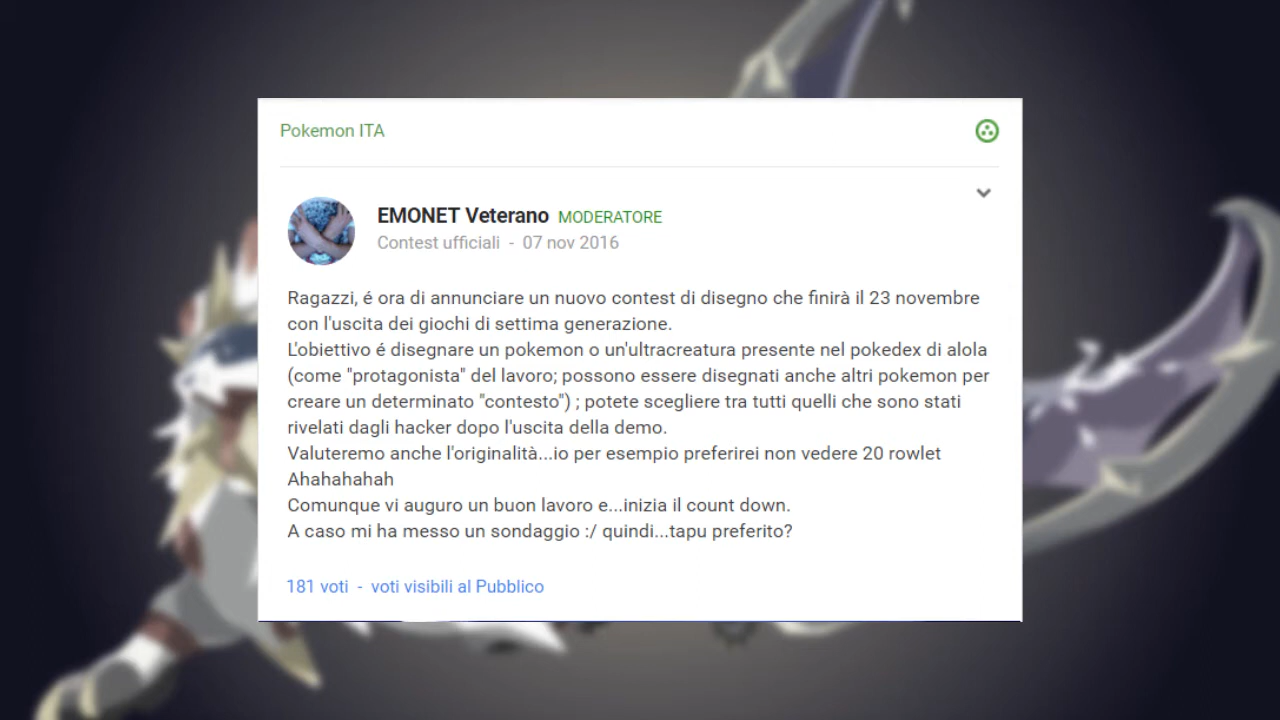 Pokemon ITA
EMONET Veterano MODERATORE
Contest ufficiali - 07 nov 2016
Ragazzi, é ora di annunciare un nuovo contest di disegno che finirà il 23 novembre
con l'uscita dei giochi di settima generazione.
L'obiettivo é disegnare un pokemon o un'ultracreatura presente nel pokedex di alola
(come "protagonista" del lavoro; possono essere disegnati anche altri pokemon per
creare un determinato "contesto") ; potete scegliere tra tutti quelli che sono stati
rivelati dagli hacker dopo l'uscita della demo.
Valuteremo anche l'originalità...io per esempio preferirei non vedere 20 rowlet
Ahahahahah
Comunque vi auguro un buon lavoro e...inizia il count down.
A caso mi ha messo un sondaggio :/ quindi...tapu preferito?
181 voti - voti visibili al Pubblico